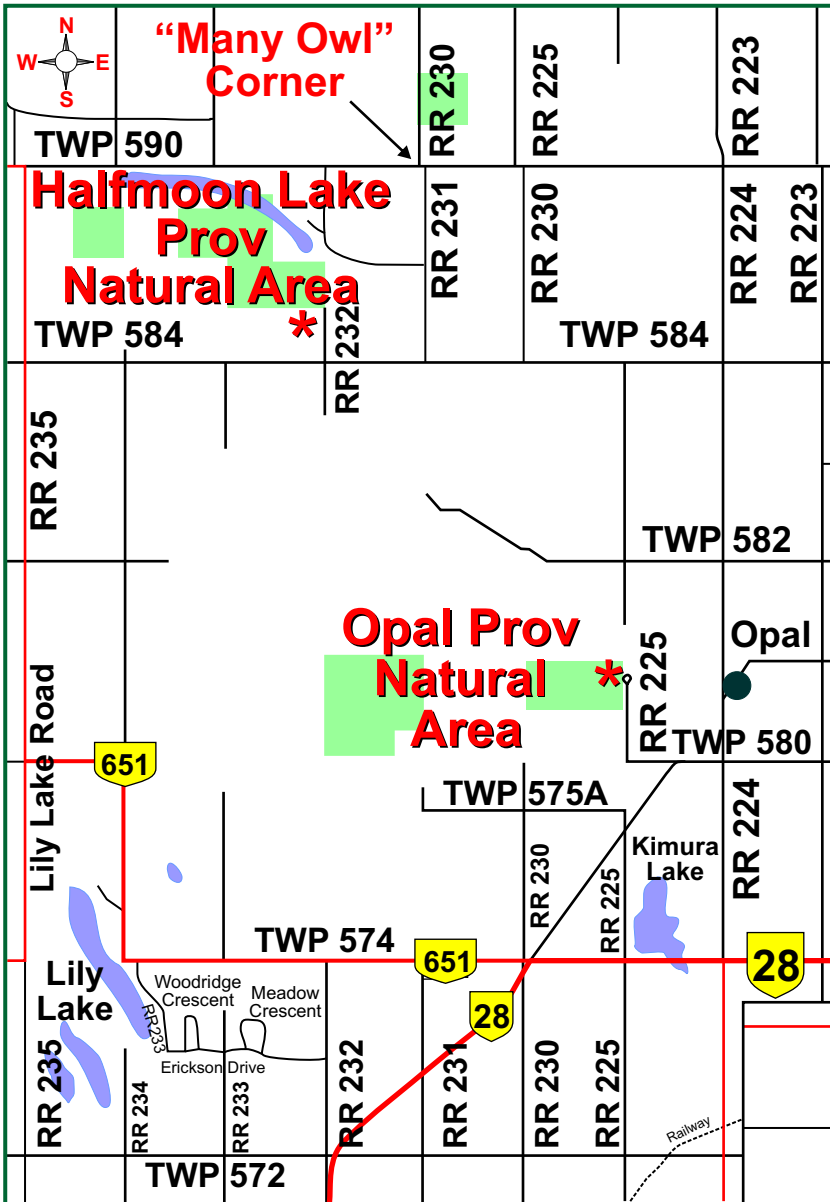 N
W
E
S
“Many Owl”
Corner
RR 230
RR 225
RR 223
TWP 590
Halfmoon Lake
Prov
Natural Area
*
RR 231
RR 230
RR 224
RR 223
TWP 584
RR 232
TWP 584
RR 235
TWP 582
Opal Prov
Natural
Area
*
RR 225
Opal
TWP 580
Lily Lake Road
651
TWP 575A
RR 230
RR 225
Kimura
Lake
RR 224
TWP 574
651
28
28
Lily
Lake
RR 235
RR233
Woodridge
Crescent
Meadow
Crescent
Erickson Drive
RR 234
RR 233
RR 232
RR 231
RR 230
RR 225
Railway
TWP 572